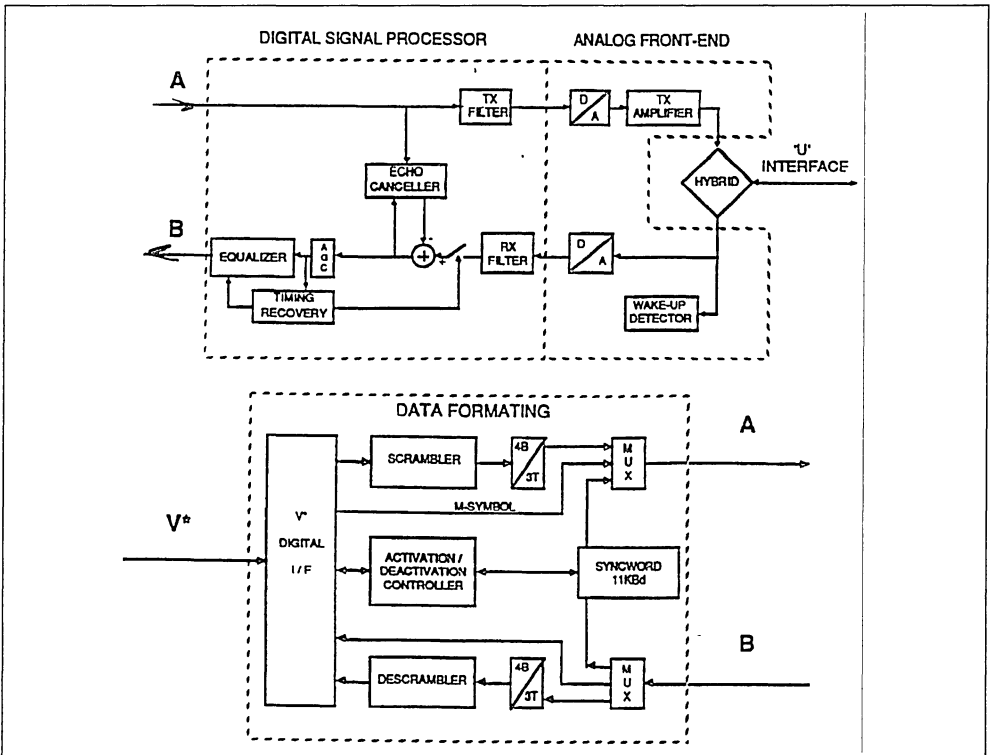 DIGITAL SIGNAL PROCESSOR
ANALOG FRONT-END
A
TX
FILTER
D
A
TX
AMPLIFIER
'U'
INTERFACE
HYBRID
ECHO
CANCELLER
B
EQUALIZER
A
G
C
-
+
+
RX
FILTER
D
A
TIMING
RECOVERY
WAKE-UP
DETECTOR
DATA FORMATING
A
SCRAMBLER
4B
3T
M
U
X
M-SYMBOL
V*
V*
DIGITAL
I/F
ACTIVATION /
DEACTIVATION
CONTROLLER
SYNCWORD
11KBd
B
DESCRAMBLER
4B
3T
M
U
X